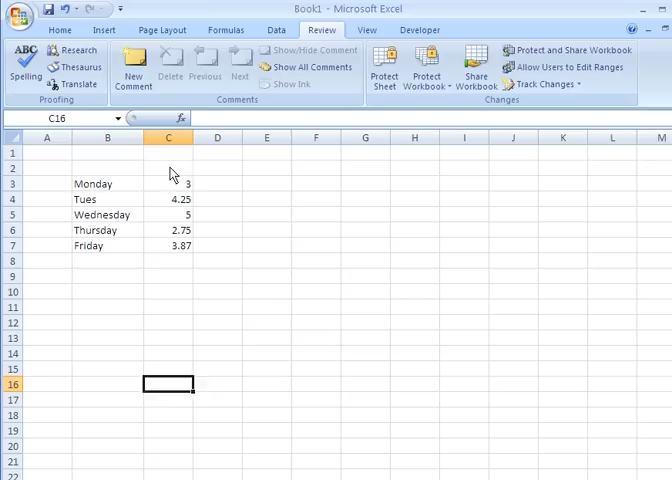 Book1 - Microsoft Excel
Home Insert Page Layout Formulas Data Review View Developer
ABC Spelling Research Thesaurus Translate
Proofing
New Comment Delete Previous Next Show/Hide Comment Show All Comments Show Ink
Comments
Protect Sheet Protect Workbook Share Workbook Protect and Share Workbook Allow Users to Edit Ranges Track Changes
Changes
C16 fx
A B C D E F G H I J K L M
1
2
3 Monday 3
4 Tues 4.25
5 Wednesday 5
6 Thursday 2.75
7 Friday 3.87
8
9
10
11
12
13
14
15
16
17
18
19
20
21
22